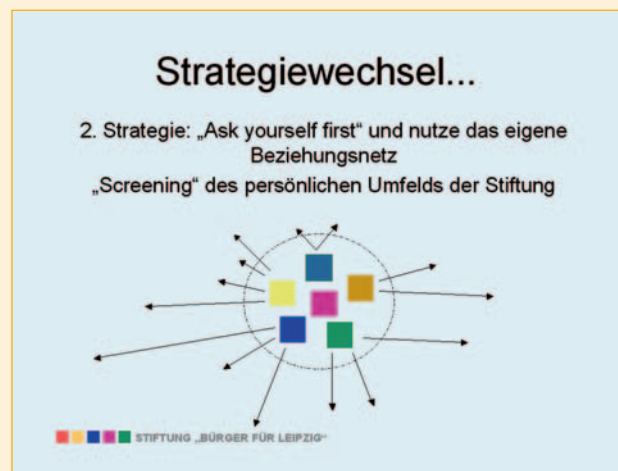 Strategiewechsel...
2. Strategie: „Ask yourself first“ und nutze das eigene
Beziehungsnetz
„Screening“ des persönlichen Umfelds der Stiftung
STIFTUNG „BÜRGER FÜR LEIPZIG“